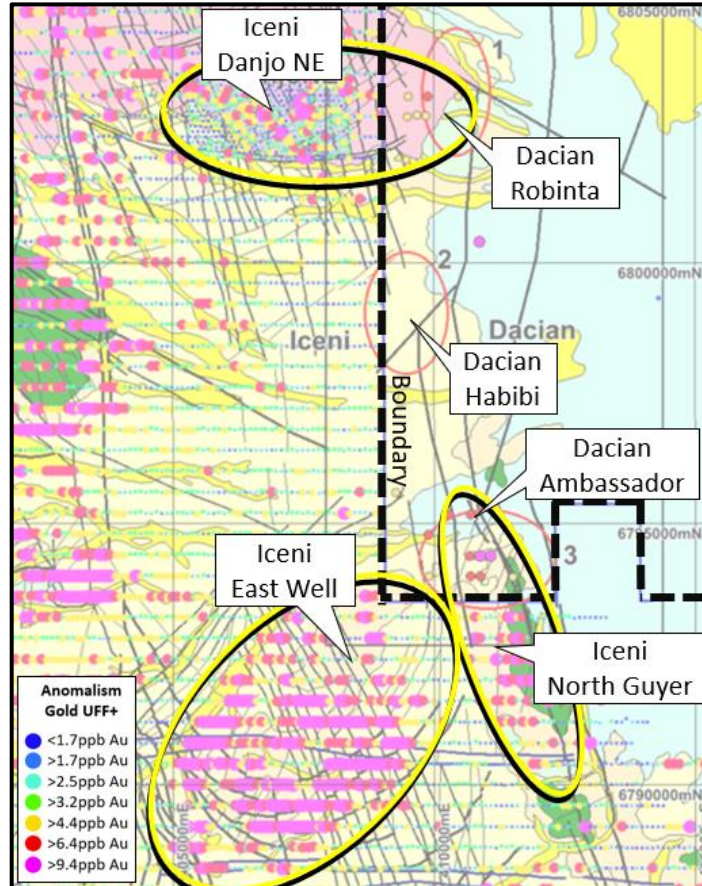 6805000mN
Iceni
Danjo NE
1
Dacian
Robinta
2
6800000mN
Iceni
Dacian
Dacian
Habibi
Boundary
Dacian
Ambassador
6795000mN
Iceni
East Well
3
Iceni
North Guyer
Anomalism
Gold UFF+
<1.7ppb Au
>1.7ppb Au
>2.5ppb Au
>3.2ppb Au
>4.4ppb Au
>6.4ppb Au
>9.4ppb Au
6790000mN